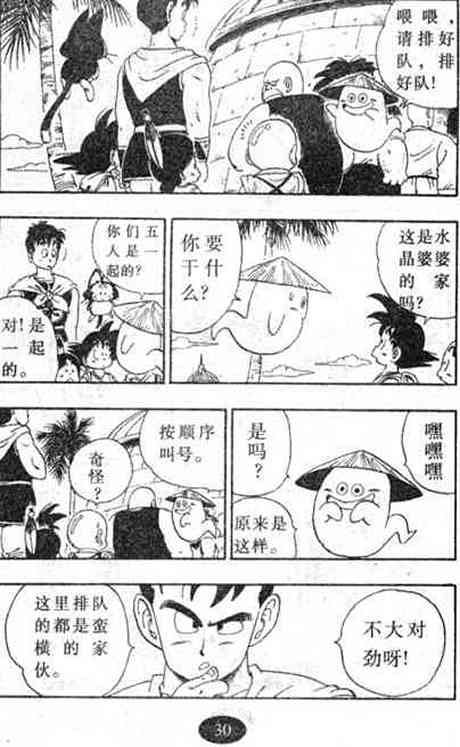 喂喂，
请排好
队，排
好队!
这是水
晶婆婆
的家
吗?
你要
干什
么?
你们五
人是一
起的?
对!是
一起
的。
嘿嘿嘿
是吗?
原来是
这样。
按顺序
叫号。
奇怪?
不大对
劲呀!
这里排队
的都是蛮
横的家
伙。
30